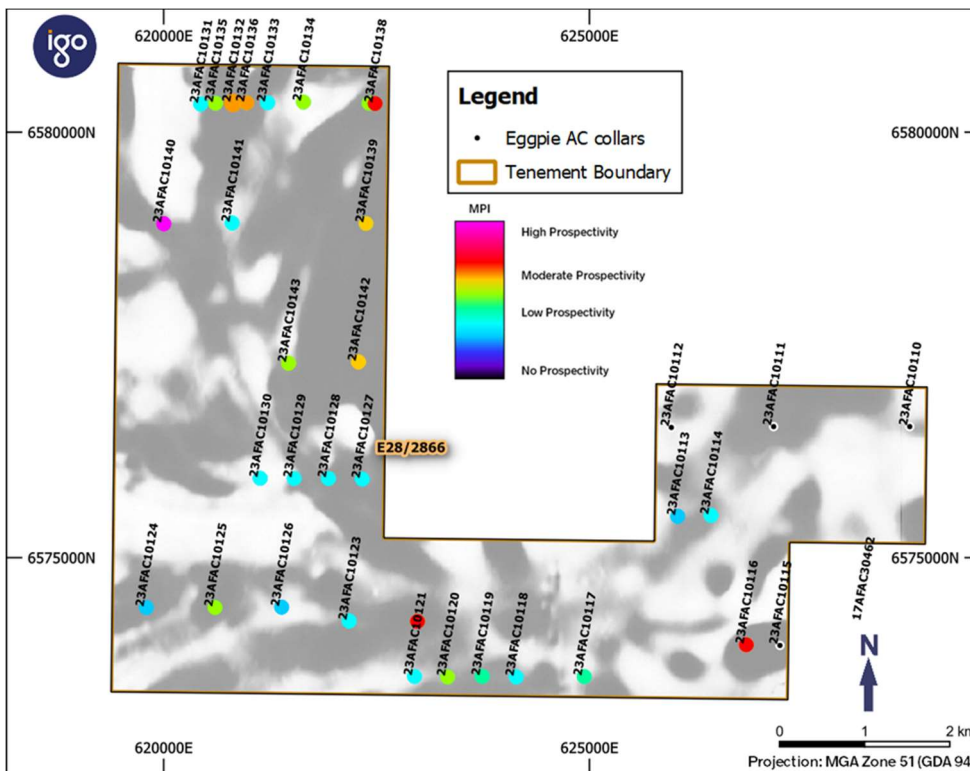 igo
620000E
625000E
23AFAC10131
23AFAC10135
23AFAC10132
23AFAC10136
23AFAC10133
23AFAC10134
23AFAC10138
6580000N
6580000N
Legend
Eggpie AC collars
Tenement Boundary
MPI
High Prospectivity
Moderate Prospectivity
Low Prospectivity
No Prospectivity
23AFAC10140
23AFAC10141
23AFAC10139
23AFAC10143
23AFAC10142
23AFAC10130
23AFAC10129
23AFAC10128
23AFAC10127
E28/2866
23AFAC10112
23AFAC10111
23AFAC10110
23AFAC10113
23AFAC10114
6575000N
6575000N
23AFAC10124
23AFAC10125
23AFAC10126
23AFAC10123
23AFAC10121
23AFAC10120
23AFAC10119
23AFAC10118
23AFAC10117
23AFAC10116
23AFAC10115
17AFAC30462
N
620000E
625000E
0 1 2 km
Projection: MGA Zone 51 (GDA 94